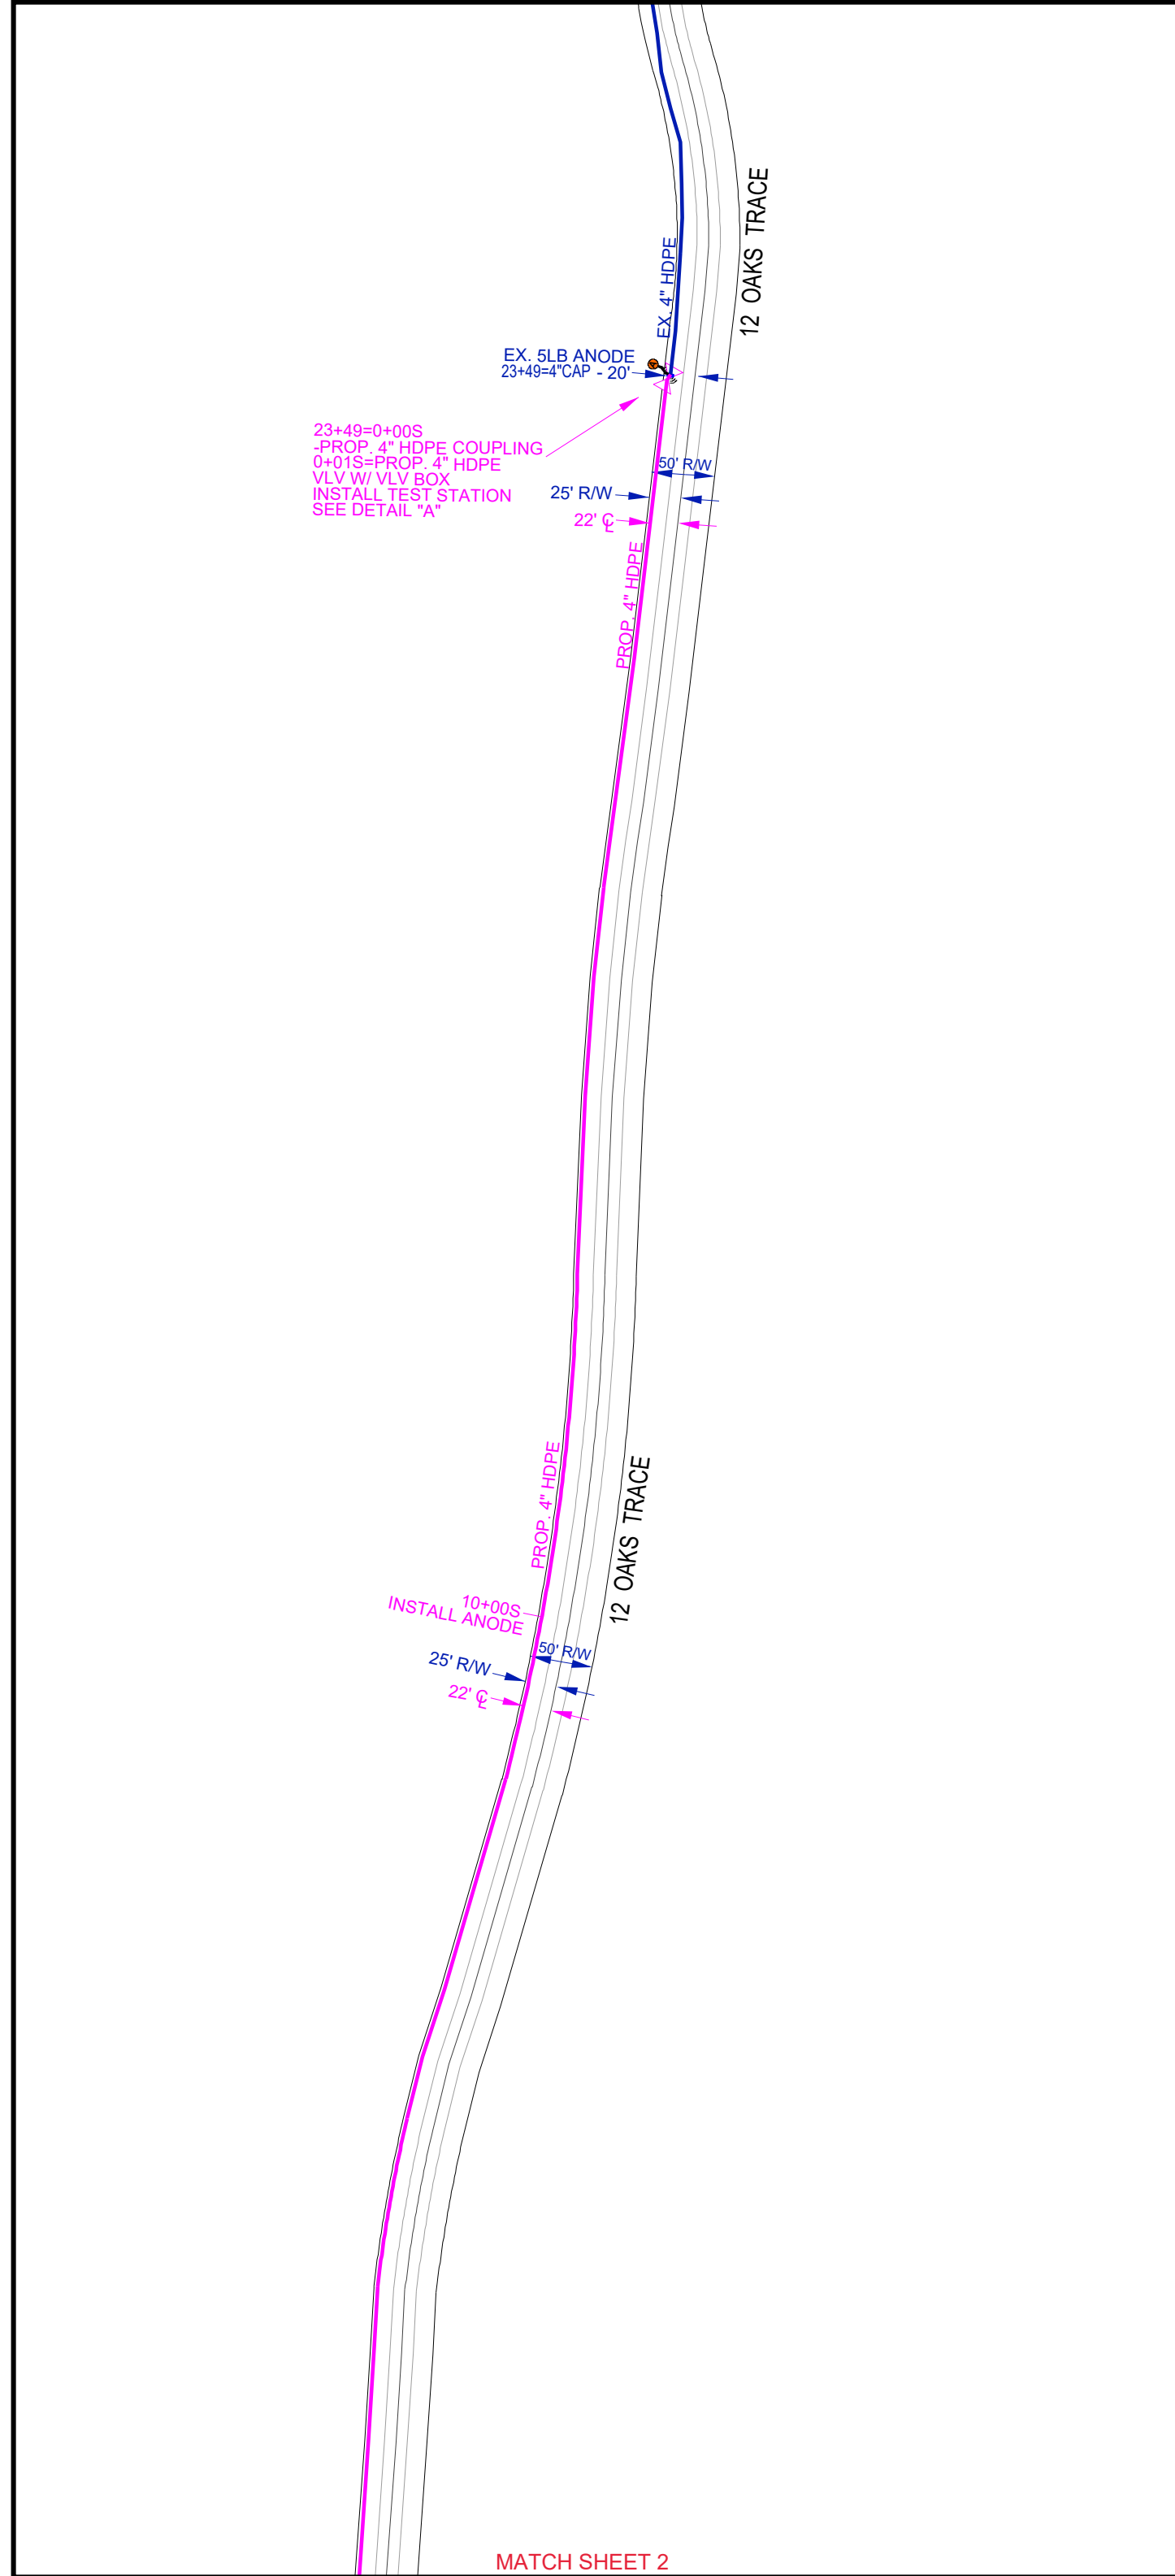 12 OAKS TRACE
EX. 4" HDPE
EX. 5LB ANODE
23+49=4"CAP - 20'
23+49=0+00S
-PROP. 4" HDPE COUPLING
0+01S=PROP. 4" HDPE
VLV W/ VLV BOX
INSTALL TEST STATION
SEE DETAIL "A"
50' R/W
25' R/W
22' ℄
PROP. 4" HDPE
PROP. 4" HDPE
12 OAKS TRACE
10+00S
INSTALL ANODE
50' R/W
25' R/W
22' ℄
MATCH SHEET 2